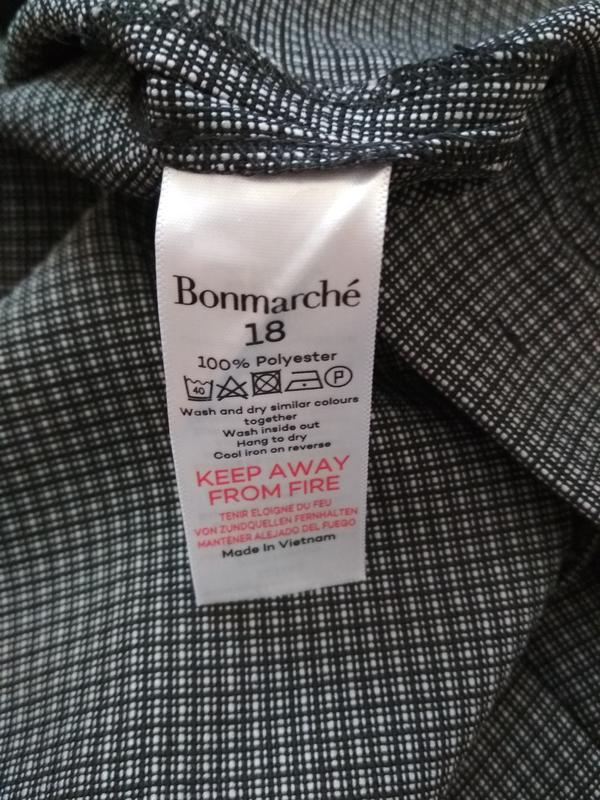 Bonmarché
18
100% Polyester
40 P
Wash and dry similar colours
together
Wash inside out
Hang to dry
Cool iron on reverse
KEEP AWAY
FROM FIRE
TENIR ELOIGNE DU FEU
VON ZUNDQUELLEN FERNHALTEN
MANTENER ALEJADO DEL FUEGO
Made In Vietnam